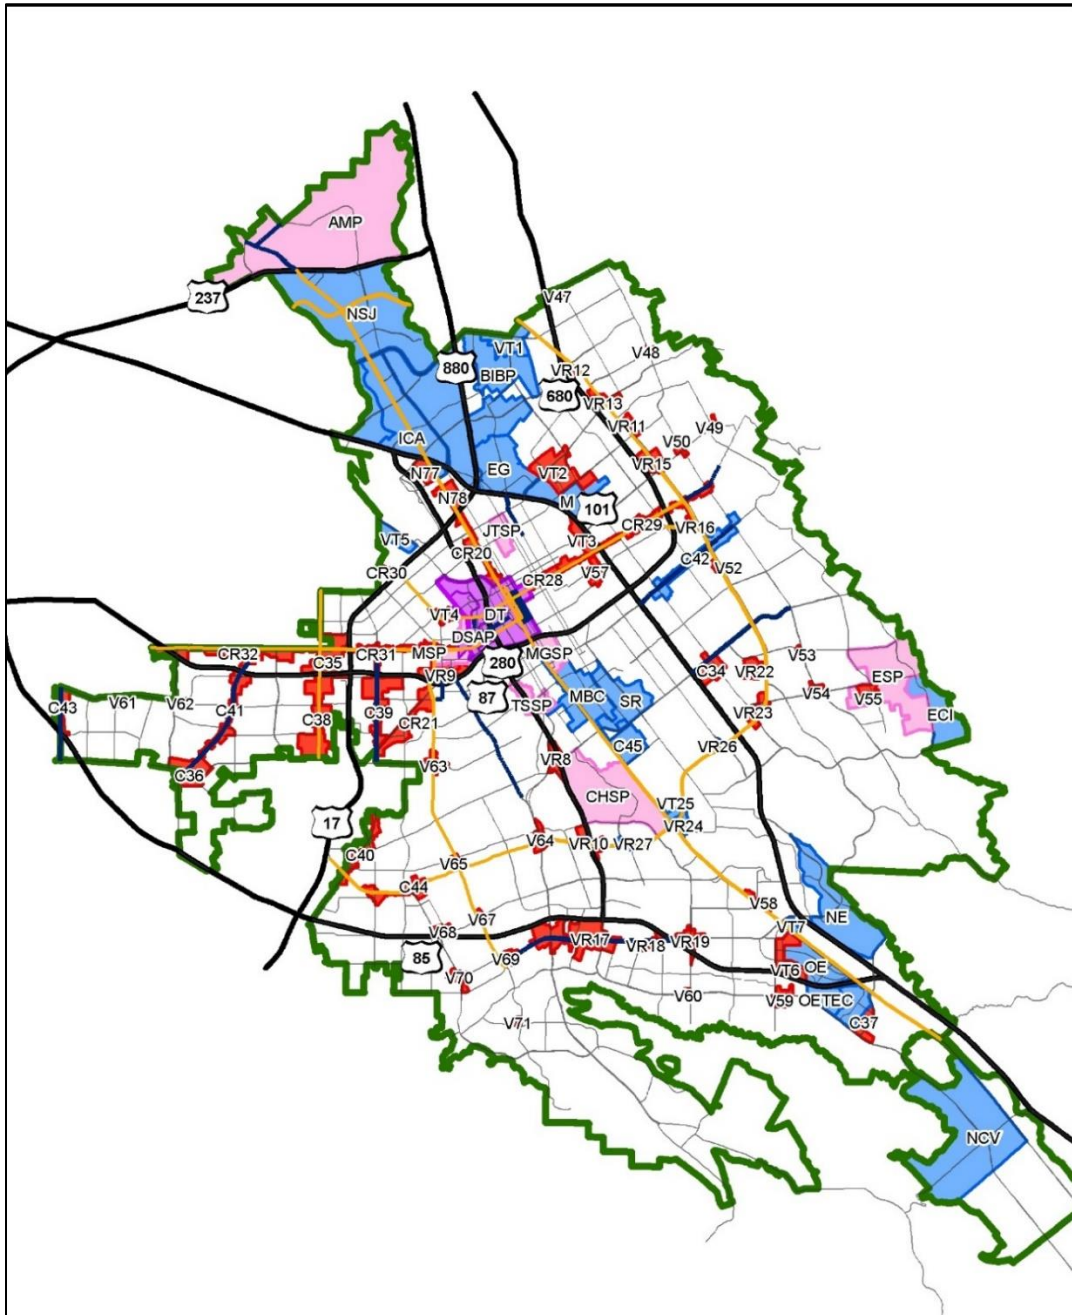 AMP
237
V47
NSJ
VT1
V48
880
VR12
BIBP
680
VR13
VR11
V49
ICA
V50
N77
EG
VT2
VR15
N78
M
101
JTSP
CR29
VR16
VT5
VT3
CR20
C42
V52
CR30
CR28
V57
VT4
DT
DSAP
CR32
CR31
MSP
MGSP
V53
C35
280
VR9
C34
VR22
ESP
87
MBC
V54
V55
V61
V62
TSSP
SR
C43
C41
C39
VR23
ECI
C38
CR21
C45
VR26
VR8
V63
C36
CHSP
VT25
17
VR24
V64
VR10
VR27
C40
V65
C44
V58
V67
NE
V68
VT7
VR17
VR19
VR18
85
V69
OE
VT6
V70
V60
V59
OETEC
V71
C37
NCV